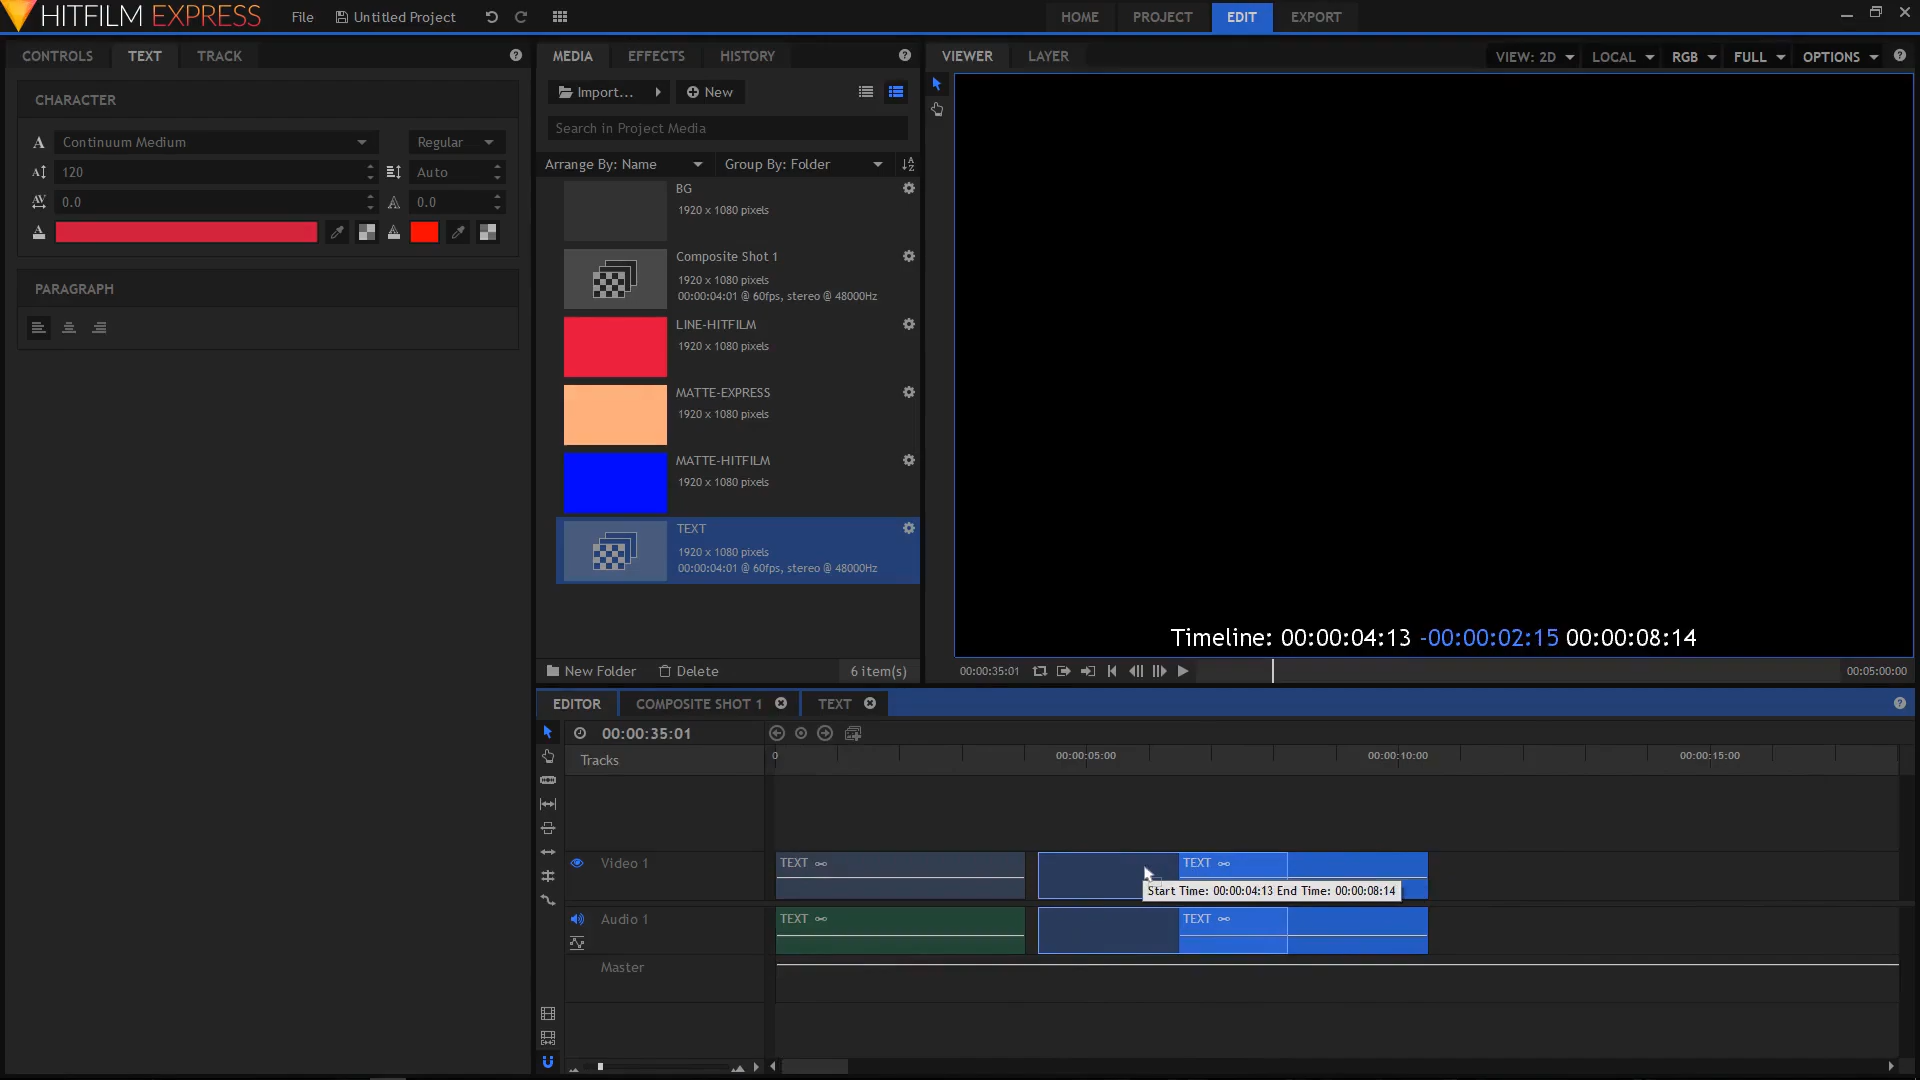 HITFILM EXPRESS
File
Untitled Project
HOME
PROJECT
EDIT
EXPORT
CONTROLS
TEXT
TRACK
CHARACTER
Continuum Medium
Regular
120
Auto
0.0
0.0
PARAGRAPH
MEDIA
EFFECTS
HISTORY
Import...
New
Search in Project Media
Arrange By: Name
Group By: Folder
BG
1920 x 1080 pixels
Composite Shot 1
1920 x 1080 pixels
00:00:04:01 @ 60fps, stereo @ 48000Hz
LINE-HITFILM
1920 x 1080 pixels
MATTE-EXPRESS
1920 x 1080 pixels
MATTE-HITFILM
1920 x 1080 pixels
TEXT
1920 x 1080 pixels
00:00:04:01 @ 60fps, stereo @ 48000Hz
New Folder
Delete
6 item(s)
VIEWER
LAYER
VIEW: 2D
LOCAL
RGB
FULL
OPTIONS
Timeline: 00:00:04:13 -00:00:02:15 00:00:08:14
00:00:35:01
00:05:00:00
EDITOR
COMPOSITE SHOT 1
TEXT
00:00:35:01
Tracks
0
00:00:05:00
00:00:10:00
00:00:15:00
Video 1
TEXT
TEXT
Start Time: 00:00:04:13 End Time: 00:00:08:14
Audio 1
TEXT
TEXT
Master